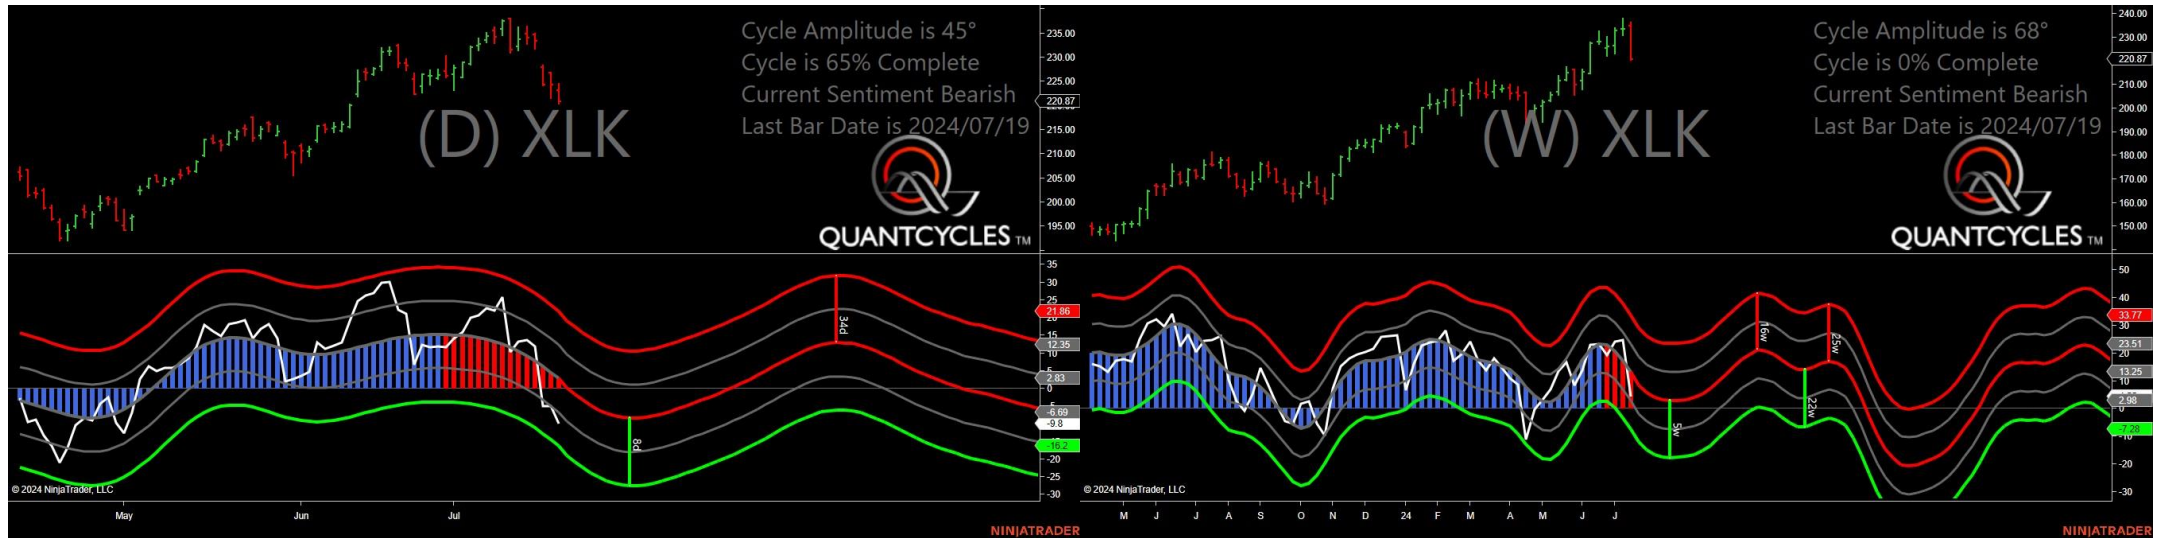 Cycle Amplitude is 45°
Cycle is 65% Complete
Current Sentiment Bearish
Last Bar Date is 2024/07/19
(D) XLK
QUANTCYCLES TM
235.00
230.00
225.00
220.87
215.00
210.00
205.00
200.00
195.00
35
30
25
21.86
15
12.35
2.83
0
-6.69
-9.8
-16.2
-20
-25
-30
34d
8d
© 2024 NinjaTrader, LLC
May Jun Jul
NINJATRADER
Cycle Amplitude is 68°
Cycle is 0% Complete
Current Sentiment Bearish
Last Bar Date is 2024/07/19
(W) XLK
QUANTCYCLES TM
240.00
230.00
220.87
210.00
200.00
190.00
180.00
170.00
160.00
150.00
50
40
33.77
30
23.51
20
13.25
10
2.98
0
-7.28
-10
-20
-30
16w
25w
5w
22w
© 2024 NinjaTrader, LLC
M J J A S O N D 24 F M A M J J
NINJATRADER